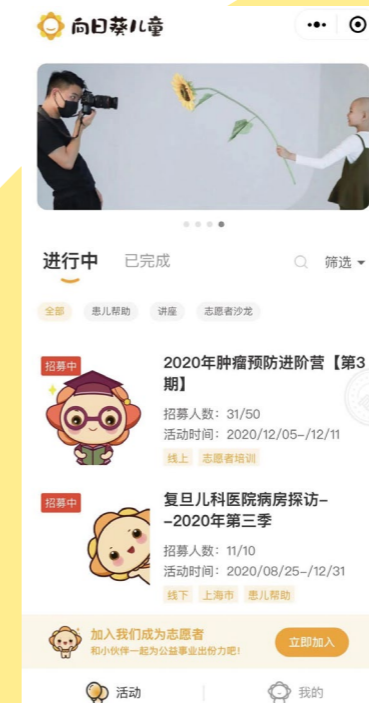 向日葵儿童
进行中 已完成 筛选
全部 患儿帮助 讲座 志愿者沙龙
招募中
2020年肿瘤预防进阶营【第3
期】
招募人数：31/50
活动时间：2020/12/05-/12/11
线上 志愿者培训
招募中
复旦儿科医院病房探访-
-2020年第三季
招募人数：11/10
活动时间：2020/08/25-/12/31
线下 上海市 患儿帮助
加入我们成为志愿者
和小伙伴一起为公益事业出份力吧！
立即加入
活动 我的